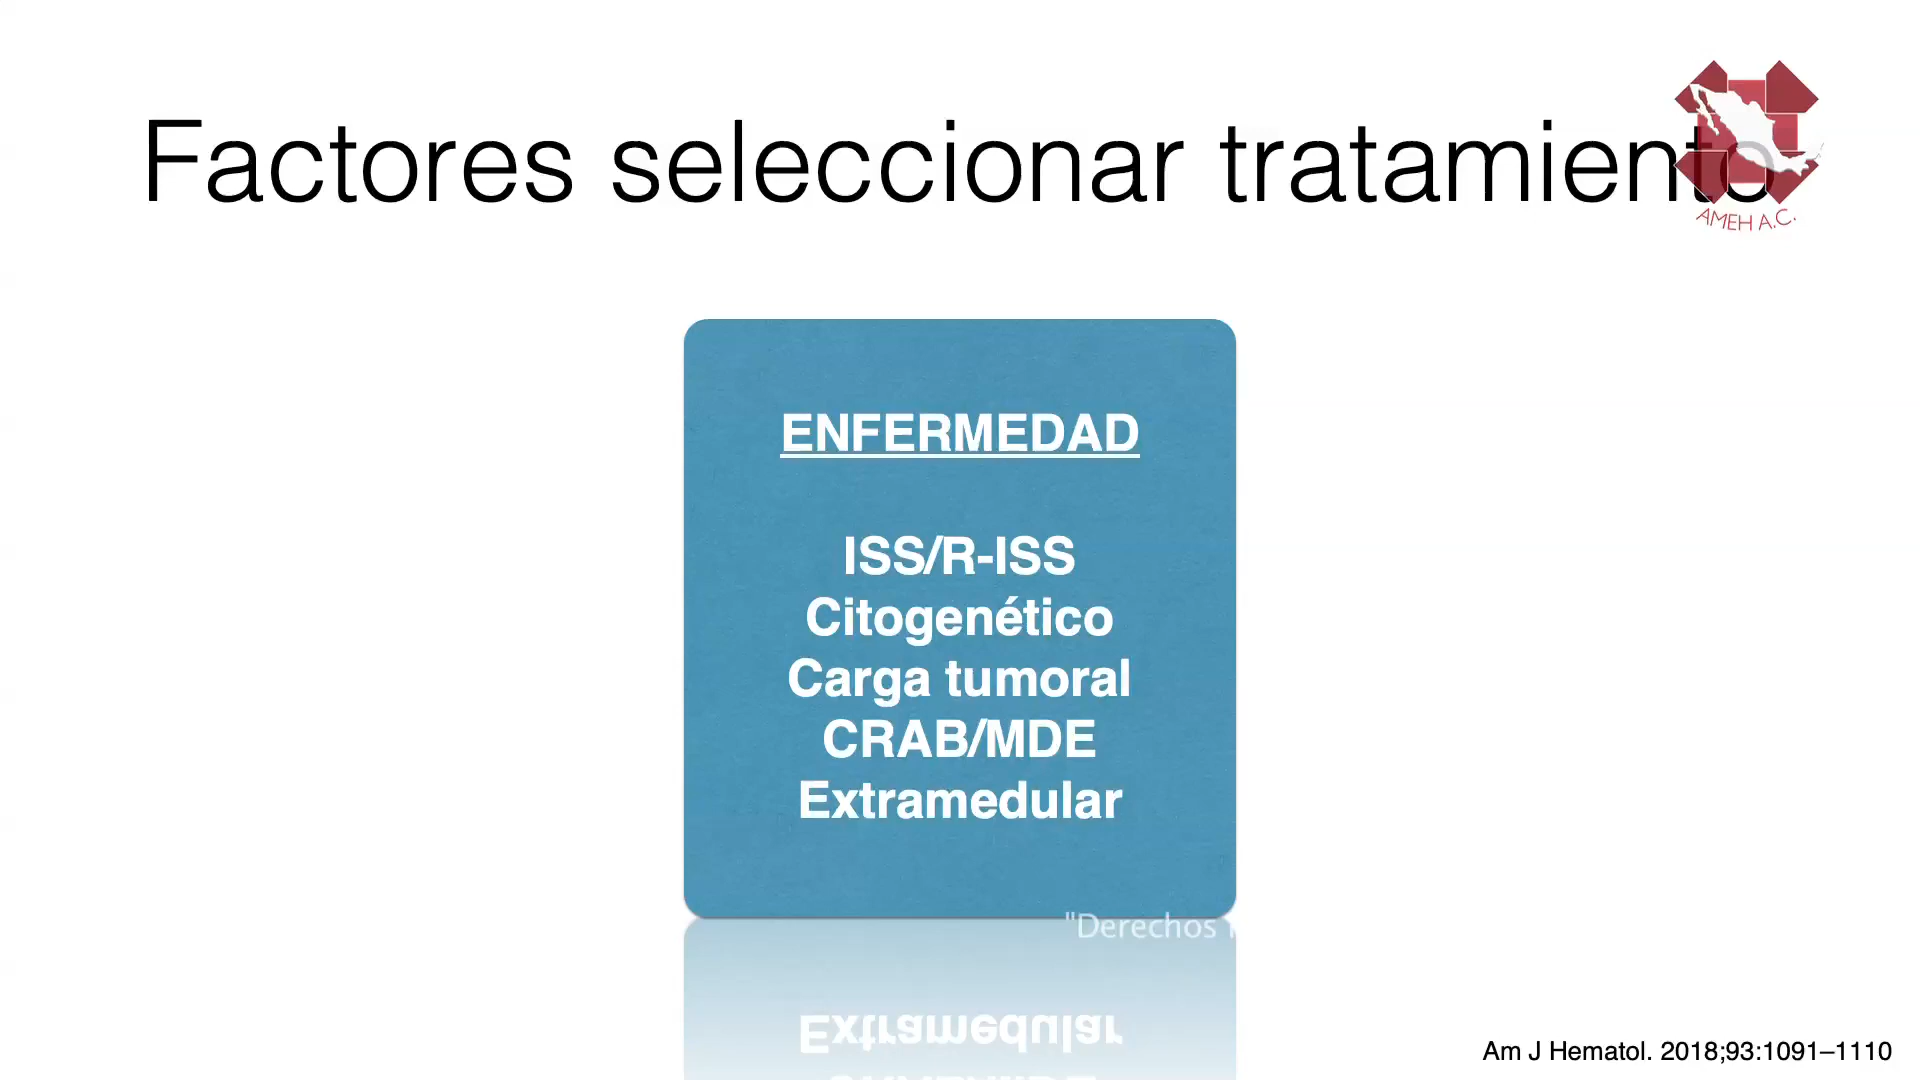 Factores seleccionar tratamiento
AMEH A.C.
ENFERMEDAD
ISS/R-ISS
Citogenético
Carga tumoral
CRAB/MDE
Extramedular
"Derechos
Extramedular
Am J Hematol. 2018;93:1091–1110